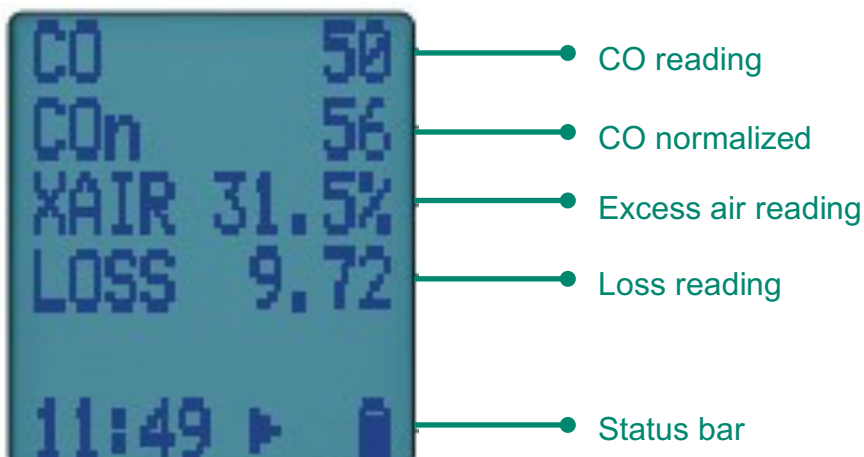 CO 50 CO reading
COn 56 CO normalized
XAIR 31.5% Excess air reading
LOSS 9.72 Loss reading
11:49 Status bar